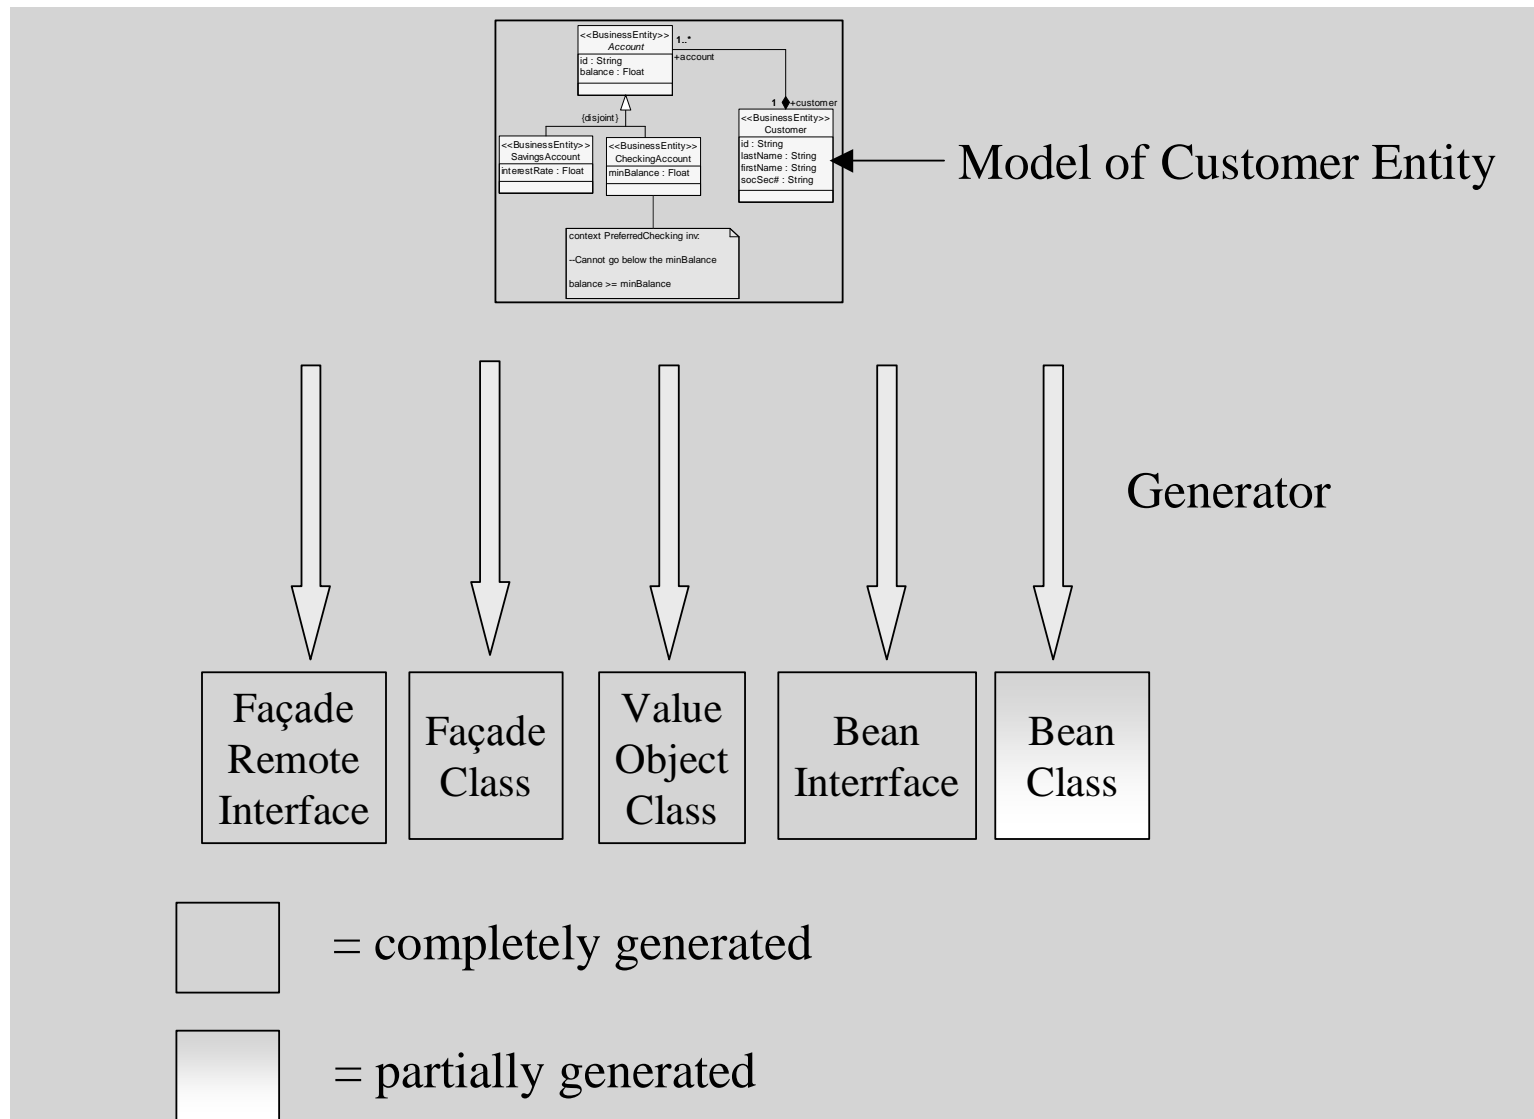 <<BusinessEntity>>
Account
id : String
balance : Float
1..*
+account
{disjoint}
1
+customer
<<BusinessEntity>>
SavingsAccount
interestRate : Float
<<BusinessEntity>>
CheckingAccount
minBalance : Float
<<BusinessEntity>>
Customer
id : String
lastName : String
firstName : String
socSec# : String
Model of Customer Entity
context PreferredChecking inv:
--Cannot go below the minBalance
balance >= minBalance
Generator
Façade
Remote
Interface
Façade
Class
Value
Object
Class
Bean
Interrface
Bean
Class
= completely generated
= partially generated